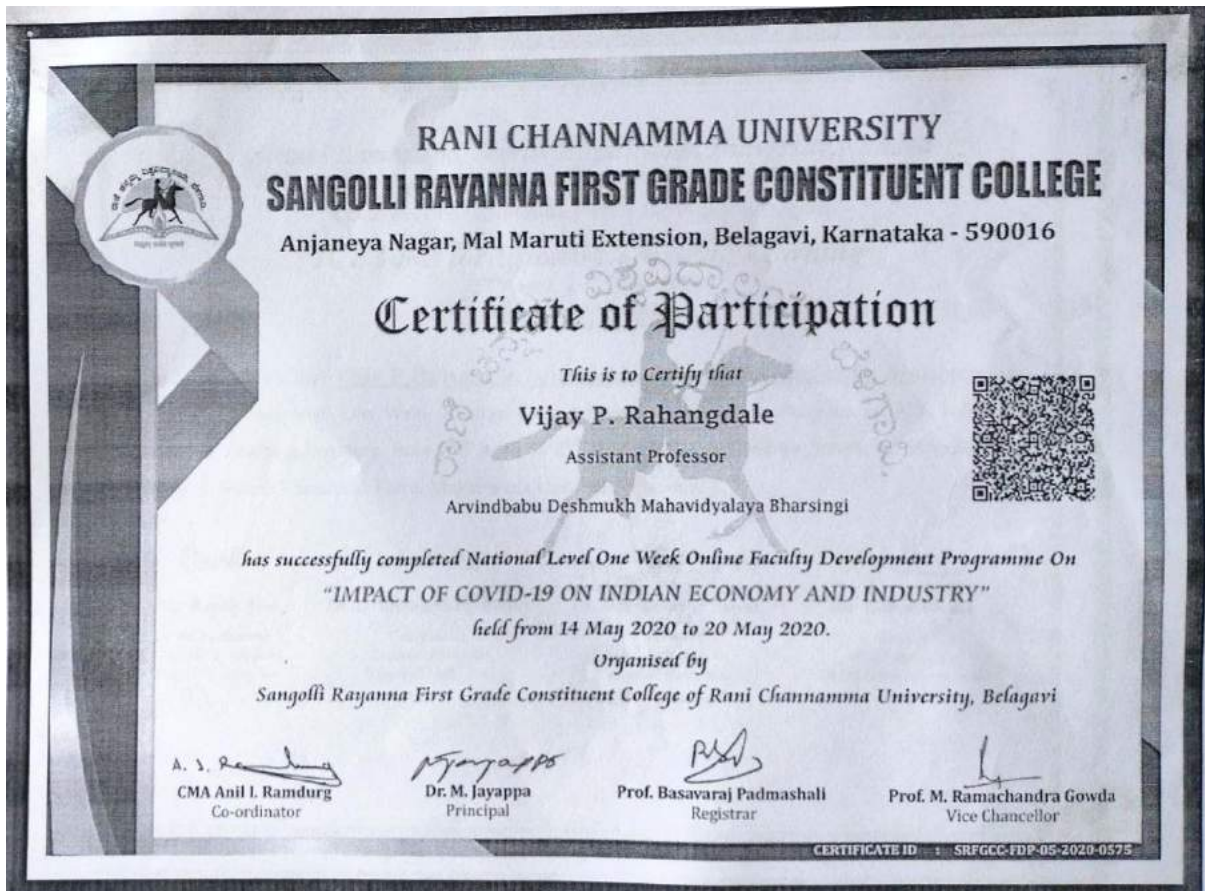 RANI CHANNAMMA UNIVERSITY
SANGOLLI RAYANNA FIRST GRADE CONSTITUENT COLLEGE
Anjaneya Nagar, Mal Maruti Extension, Belagavi, Karnataka - 590016
Certificate of Participation
This is to Certify that
Vijay P. Rahangdale
Assistant Professor
Arvindbabu Deshmukh Mahavidyalaya Bharsingi
has successfully completed National Level One Week Online Faculty Development Programme On
"IMPACT OF COVID-19 ON INDIAN ECONOMY AND INDUSTRY"
held from 14 May 2020 to 20 May 2020.
Organised by
Sangolli Rayanna First Grade Constituent College of Rani Channamma University, Belagavi
CMA Anil I. Ramdurg
Co-ordinator
Dr. M. Jayappa
Principal
Prof. Basavaraj Padmashali
Registrar
Prof. M. Ramachandra Gowda
Vice Chancellor
CERTIFICATE ID : SRFGCC-FDP-05-2020-0575